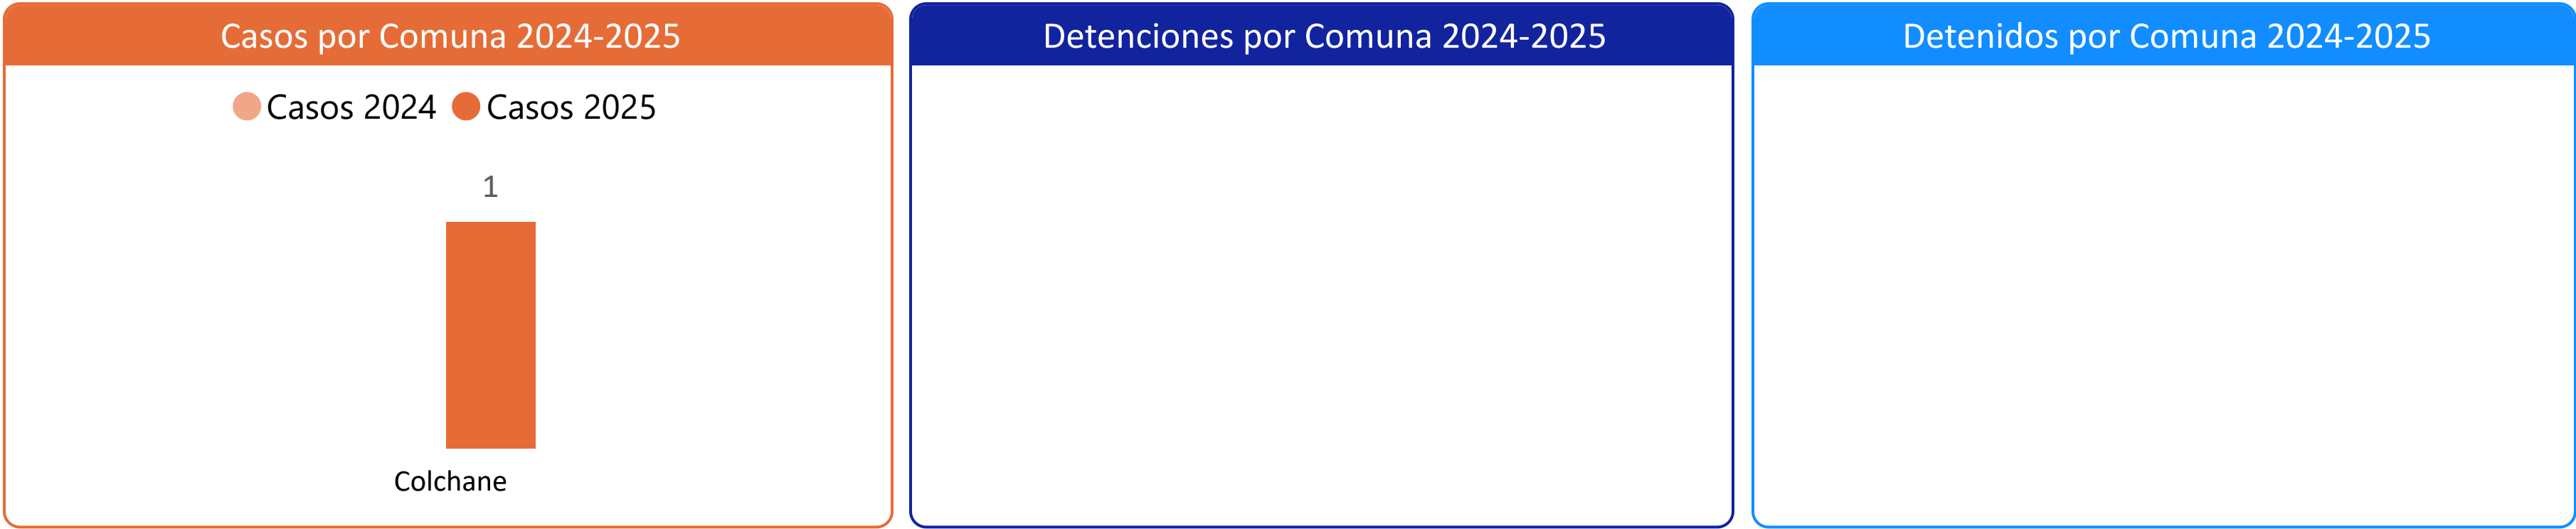 Casos por Comuna 2024-2025
Casos 2024 Casos 2025
1
Colchane
Detenciones por Comuna 2024-2025
Detenidos por Comuna 2024-2025